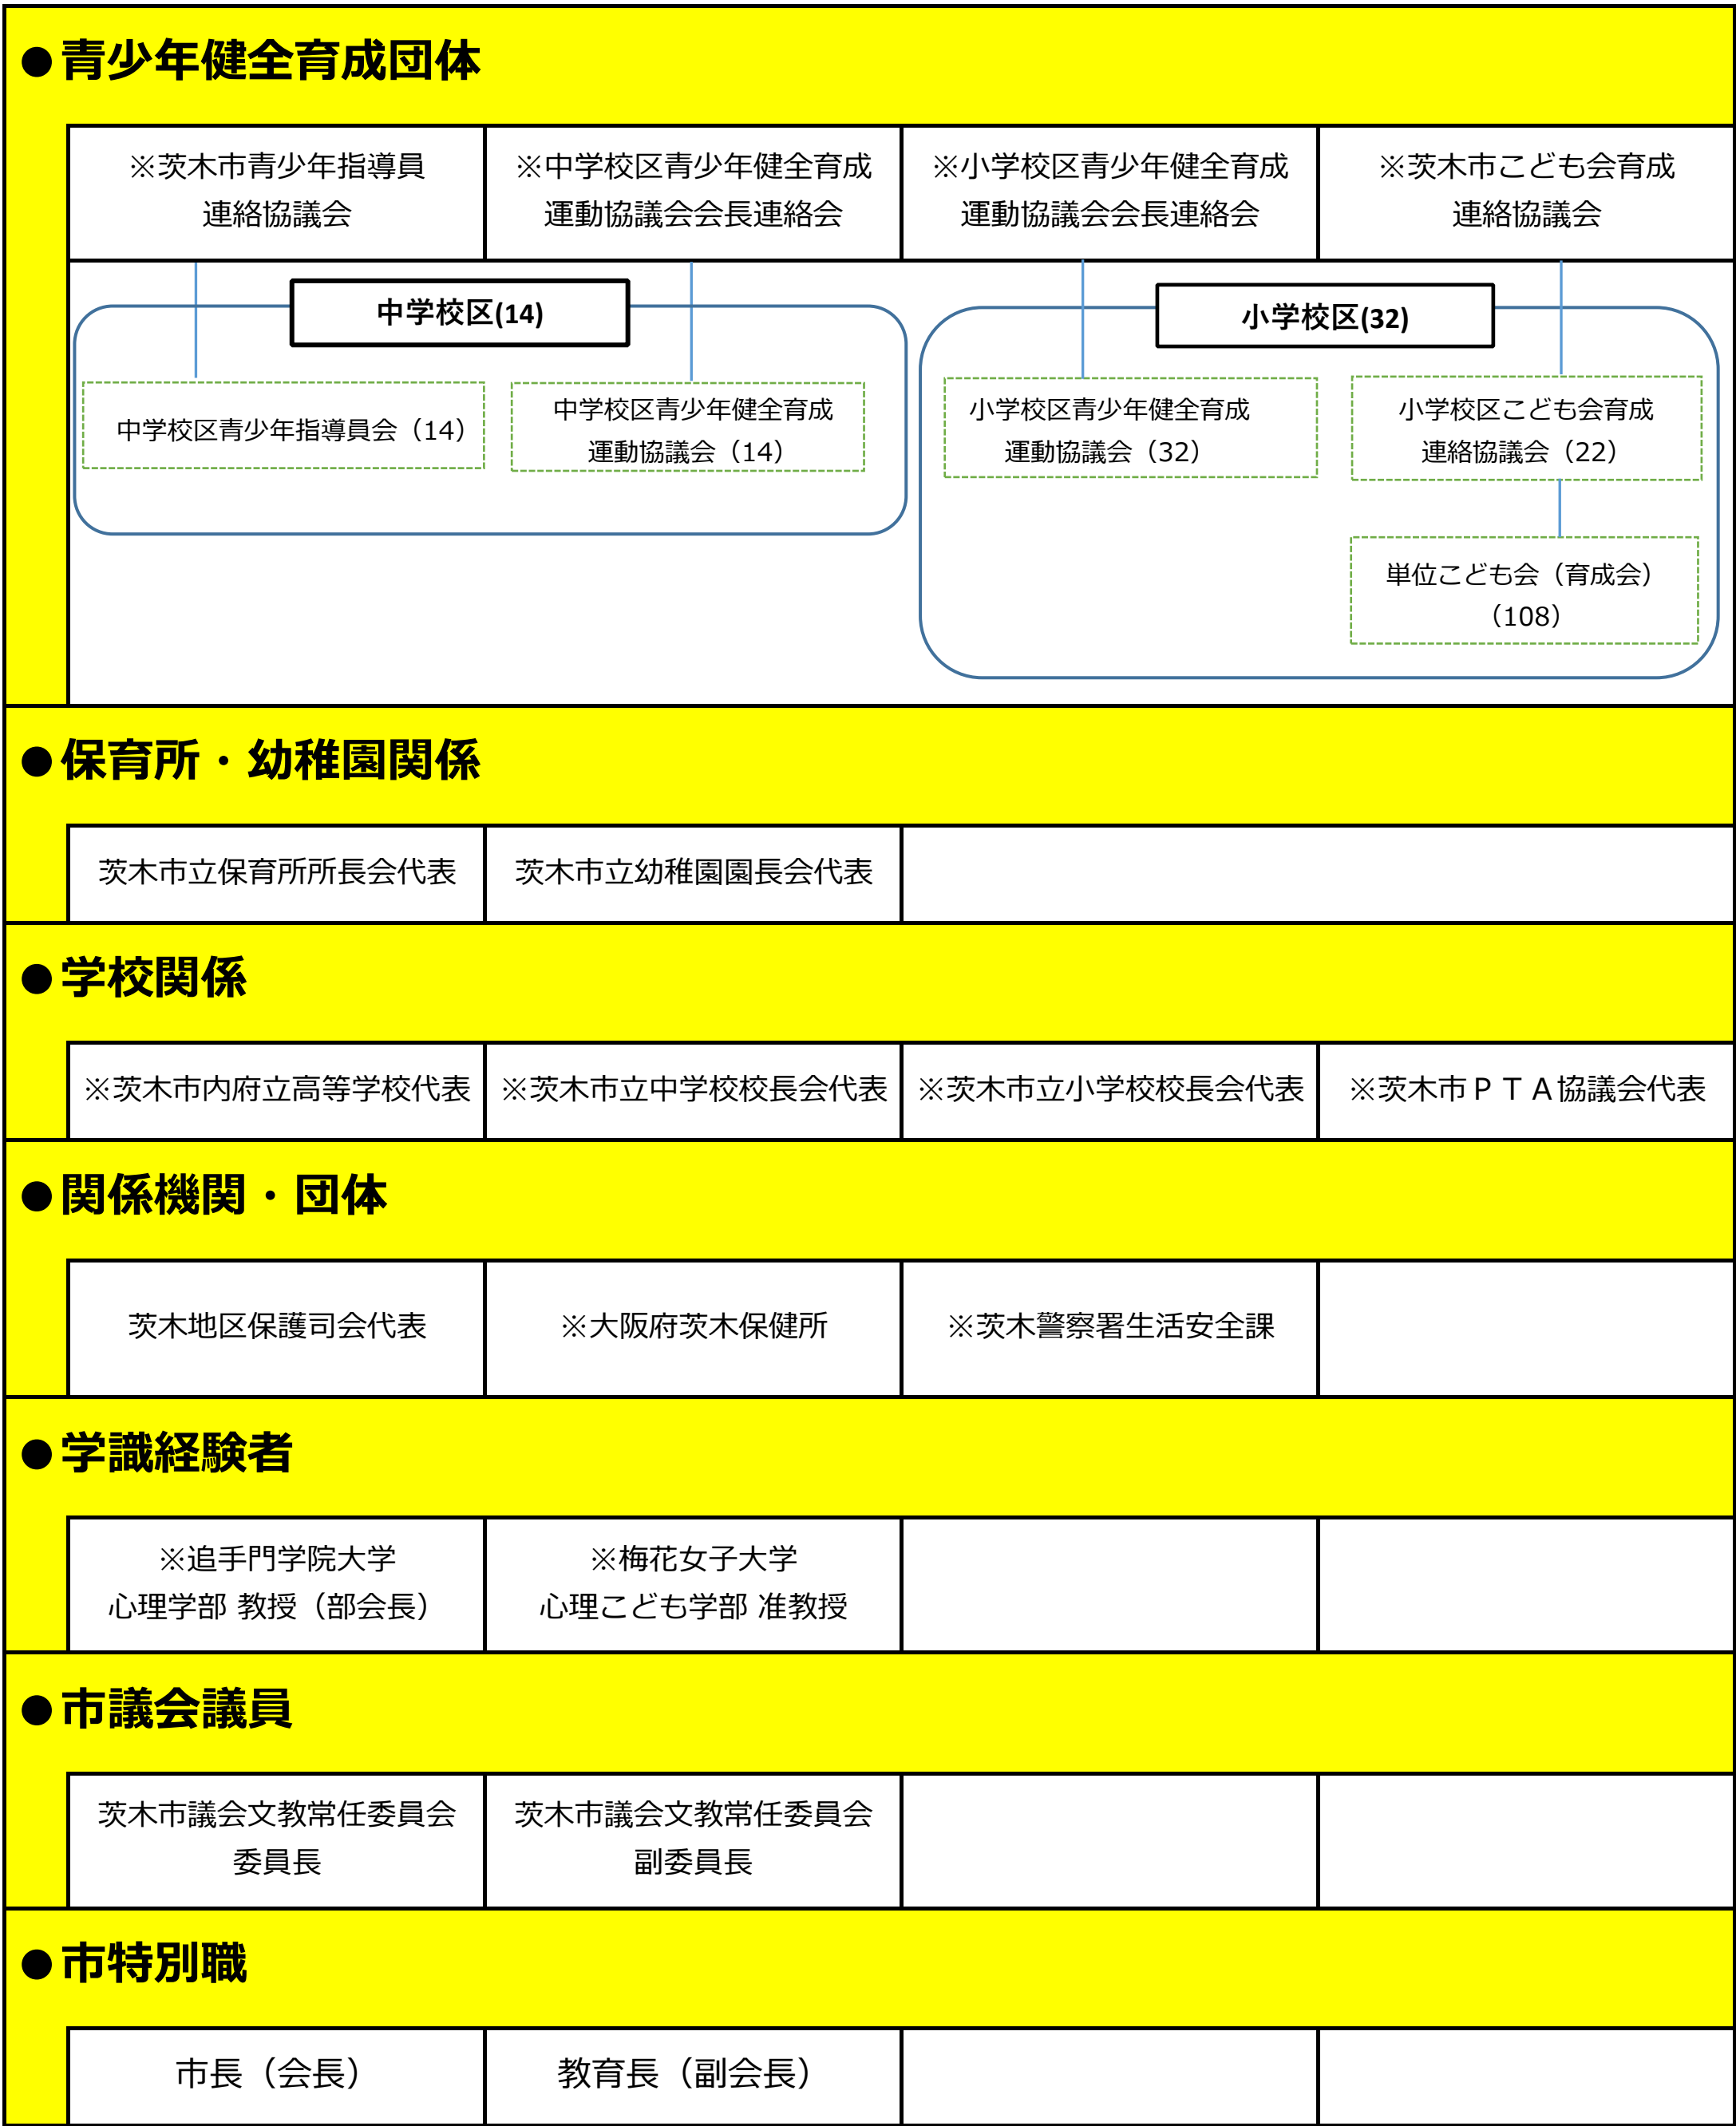 ●青少年健全育成団体
※茨木市青少年指導員
連絡協議会
※中学校区青少年健全育成
運動協議会会長連絡会
※小学校区青少年健全育成
運動協議会会長連絡会
※茨木市こども会育成
連絡協議会
中学校区(14)
中学校区青少年指導員会（14）
中学校区青少年健全育成
運動協議会（14）
小学校区(32)
小学校区青少年健全育成
運動協議会（32）
小学校区こども会育成
連絡協議会（22）
単位こども会（育成会）
（108）
●保育所・幼稚園関係
茨木市立保育所所長会代表
茨木市立幼稚園園長会代表
●学校関係
※茨木市内府立高等学校代表
※茨木市立中学校校長会代表
※茨木市立小学校校長会代表
※茨木市ＰＴＡ協議会代表
●関係機関・団体
茨木地区保護司会代表
※大阪府茨木保健所
※茨木警察署生活安全課
●学識経験者
※追手門学院大学
心理学部 教授（部会長）
※梅花女子大学
心理こども学部 准教授
●市議会議員
茨木市議会文教常任委員会
委員長
茨木市議会文教常任委員会
副委員長
●市特別職
市長（会長）
教育長（副会長）